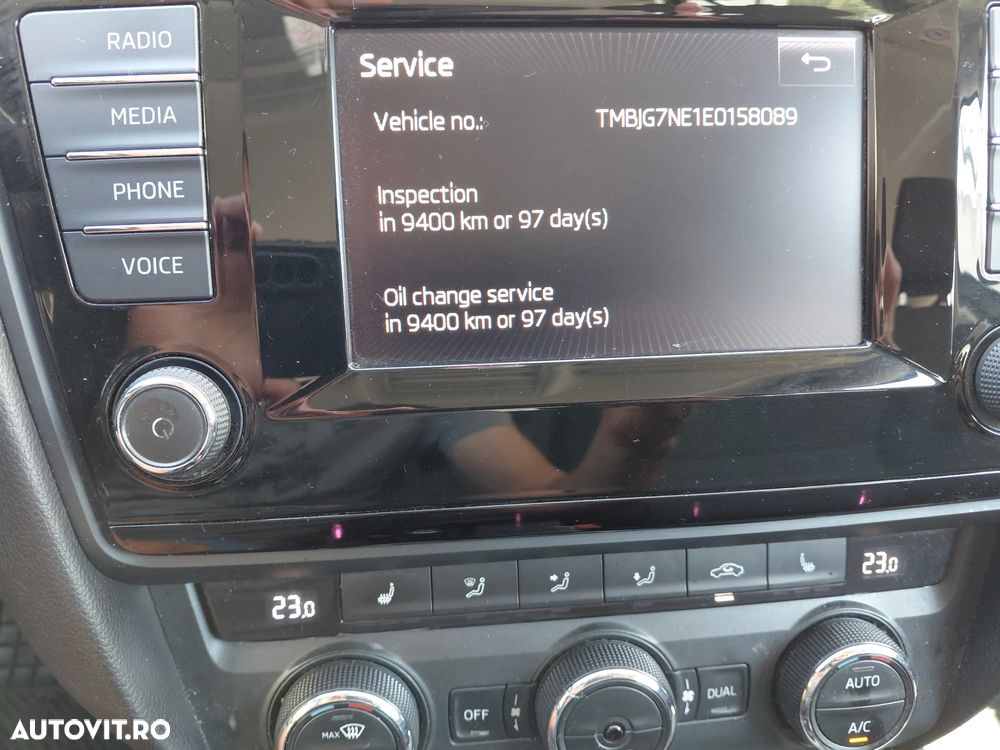 RADIO
MEDIA
PHONE
VOICE
Service
Vehicle no.: TMBJG7NE1E0158089
Inspection
in 9400 km or 97 day(s)
Oil change service
in 9400 km or 97 day(s)
23.0
23.0
MAX
OFF
DUAL
AUTO
A/C
AUTOVIT.RO